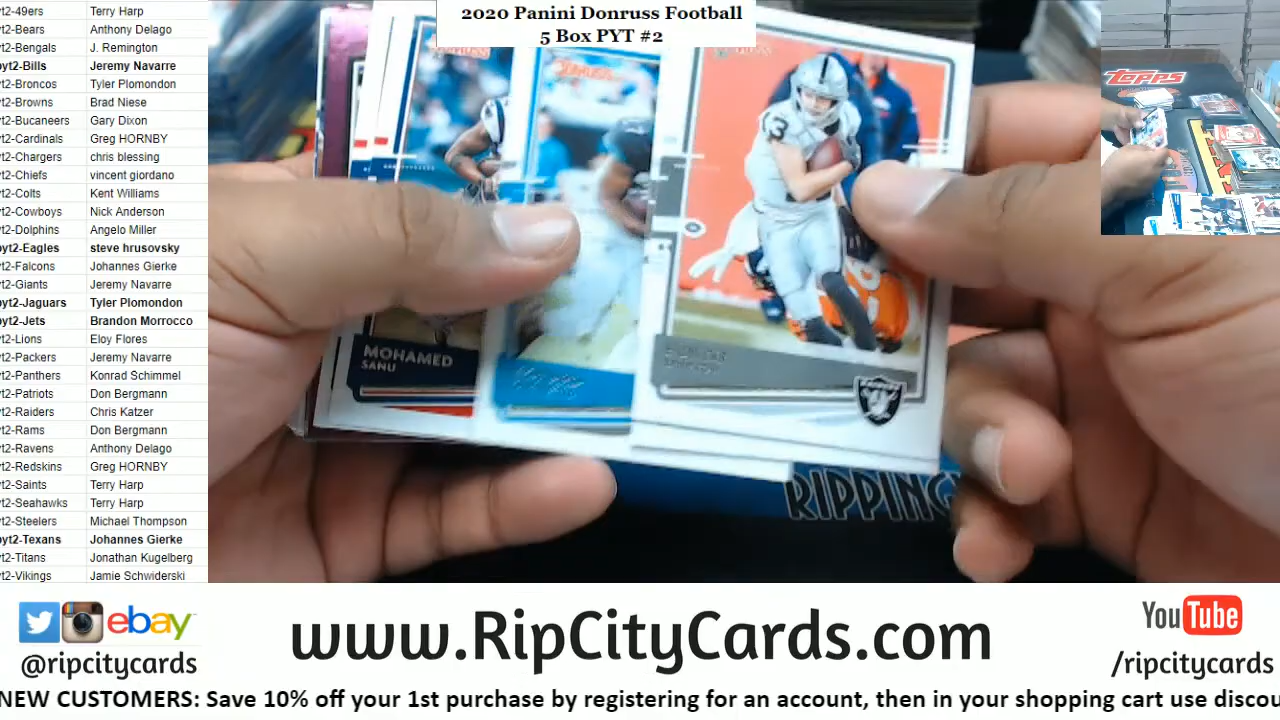 yt2-49ers Terry Harp
yt2-Bears Anthony Delago
yt2-Bengals J. Remington
pyt2-Bills Jeremy Navarre
yt2-Broncos Tyler Plomondon
yt2-Browns Brad Niese
yt2-Bucaneers Gary Dixon
yt2-Cardinals Greg HORNBY
yt2-Chargers chris blessing
yt2-Chiefs vincent giordano
yt2-Colts Kent Williams
yt2-Cowboys Nick Anderson
yt2-Dolphins Angelo Miller
pyt2-Eagles steve hrusovsky
yt2-Falcons Johannes Gierke
yt2-Giants Jeremy Navarre
pyt2-Jaguars Tyler Plomondon
pyt2-Jets Brandon Morrocco
yt2-Lions Eloy Flores
yt2-Packers Jeremy Navarre
yt2-Panthers Konrad Schimmel
yt2-Patriots Don Bergmann
yt2-Raiders Chris Katzer
yt2-Rams Don Bergmann
yt2-Ravens Anthony Delago
yt2-Redskins Greg HORNBY
yt2-Saints Terry Harp
yt2-Seahawks Terry Harp
yt2-Steelers Michael Thompson
pyt2-Texans Johannes Gierke
yt2-Titans Jonathan Kugelberg
yt2-Vikings Jamie Schwiderski
2020 Panini Donruss Football
5 Box PYT #2
topps
13
MOHAMED
SANU
RAIDERS
RIPPING
ebay
@ripcitycards
www.RipCityCards.com
YouTube
/ripcitycards
NEW CUSTOMERS: Save 10% off your 1st purchase by registering for an account, then in your shopping cart use discou